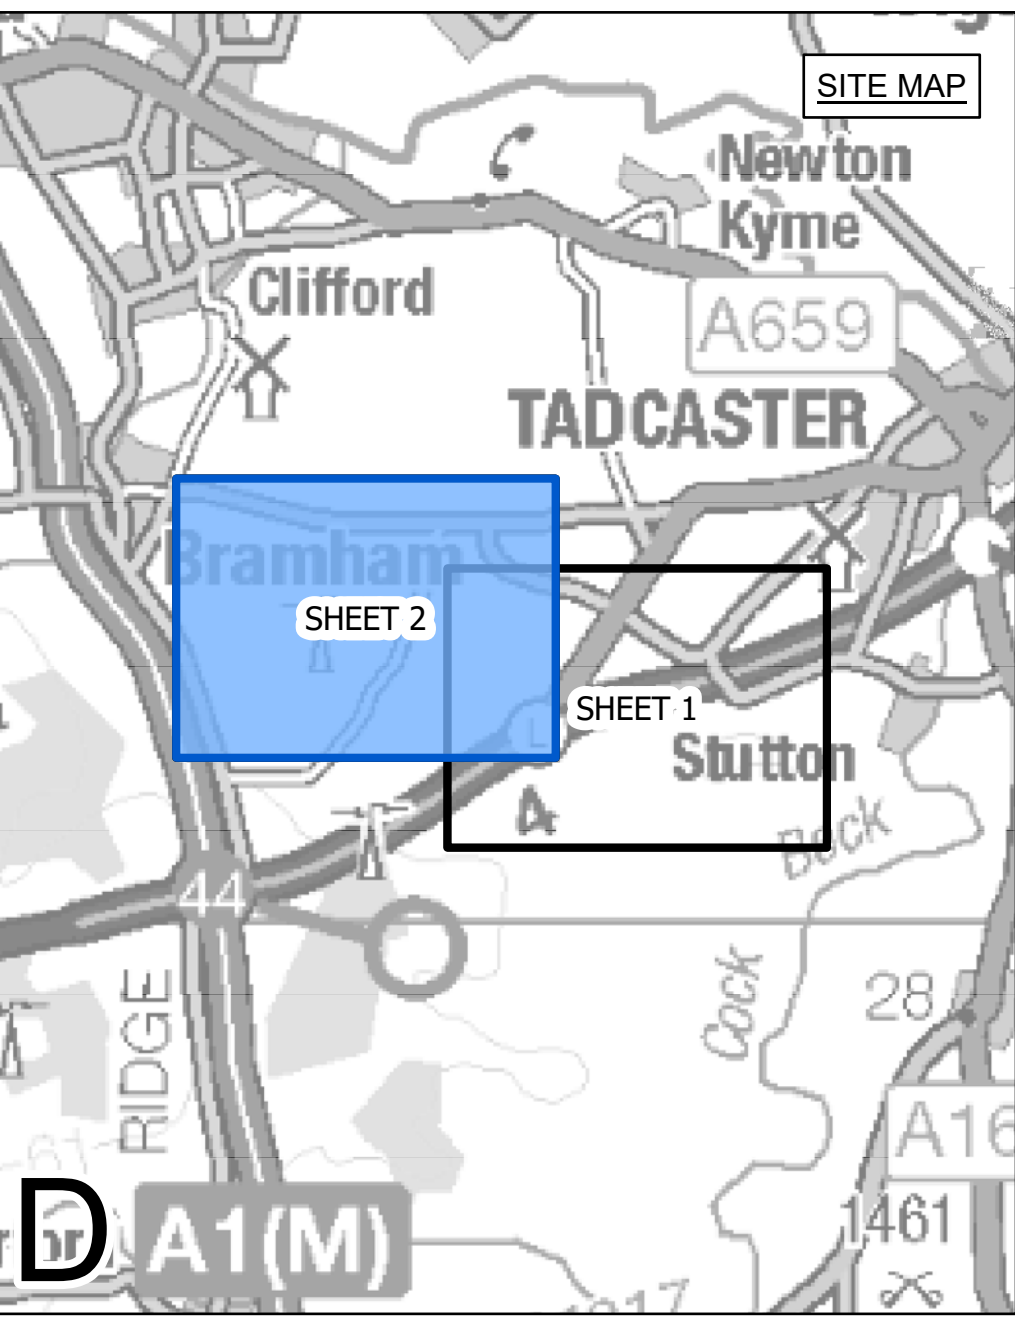 SITE MAP
Newton
Kyme
Clifford
A659
TADCASTER
Bramham
SHEET 2
SHEET 1
L
Stutton
Cock
Beck
44
RIDGE
28
A16
1461
D
A1(M)